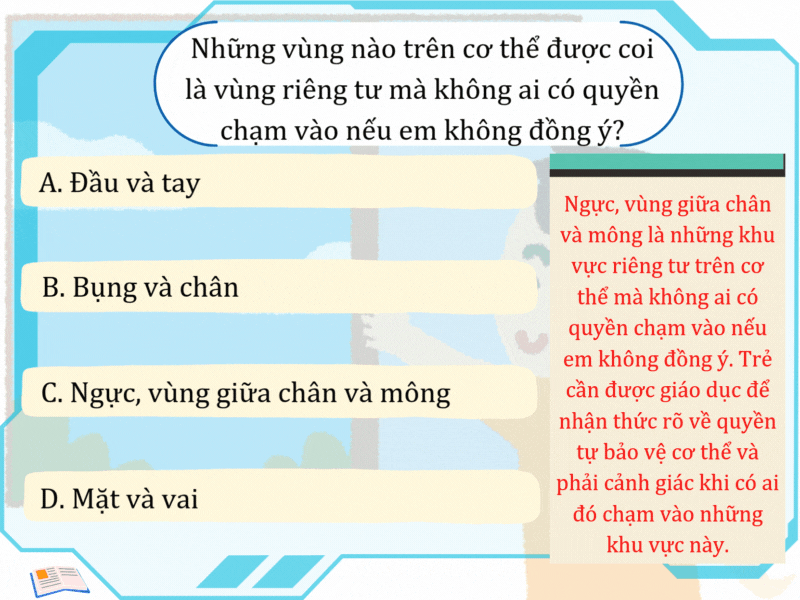 Những vùng nào trên cơ thể được coi
là vùng riêng tư mà không ai có quyền
chạm vào nếu em không đồng ý?
A. Đầu và tay
B. Bụng và chân
C. Ngực, vùng giữa chân và mông
D. Mặt và vai
Ngực, vùng giữa chân
và mông là những khu
vực riêng tư trên cơ
thể mà không ai có
quyền chạm vào nếu
em không đồng ý. Trẻ
cần được giáo dục để
nhận thức rõ về quyền
tự bảo vệ cơ thể và
phải cảnh giác khi có ai
đó chạm vào những
khu vực này.